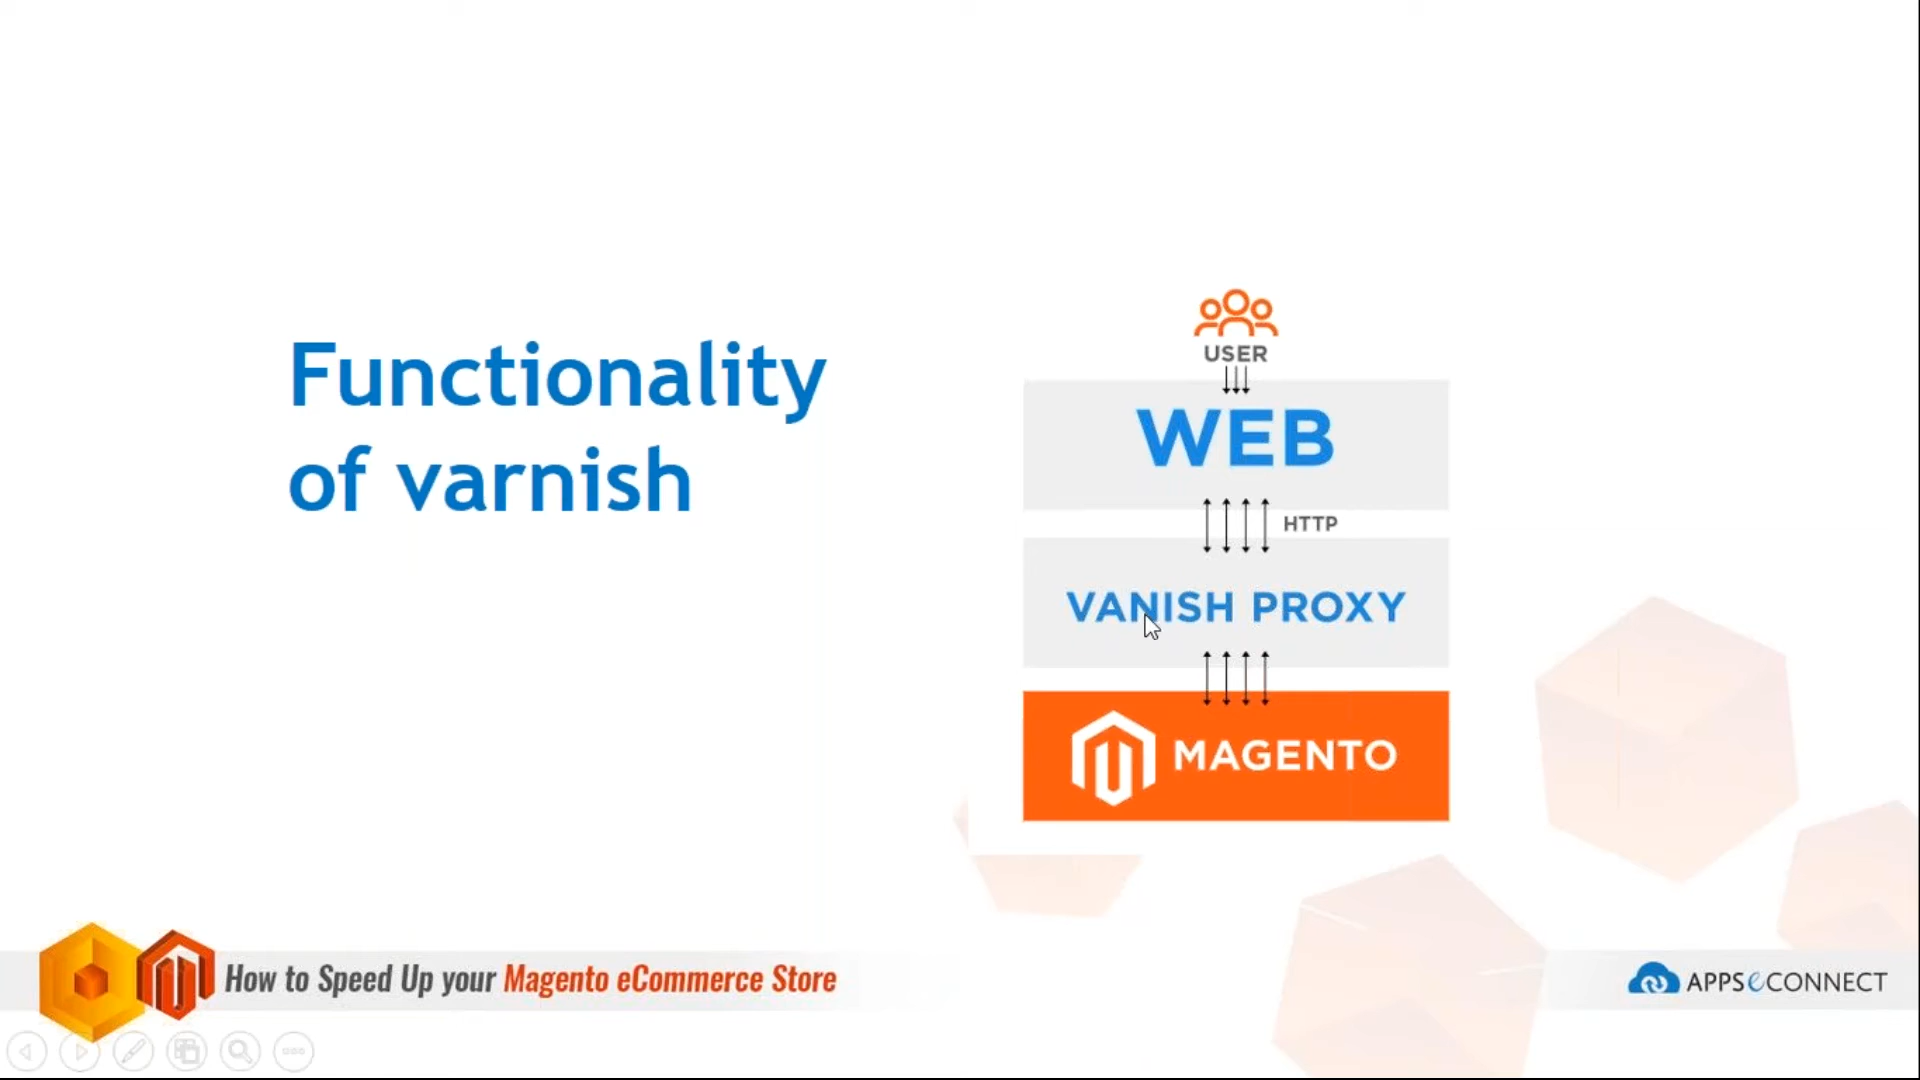 Functionality
of varnish
USER
WEB
HTTP
VANISH PROXY
MAGENTO
How to Speed Up your Magento eCommerce Store
APPSeCONNECT